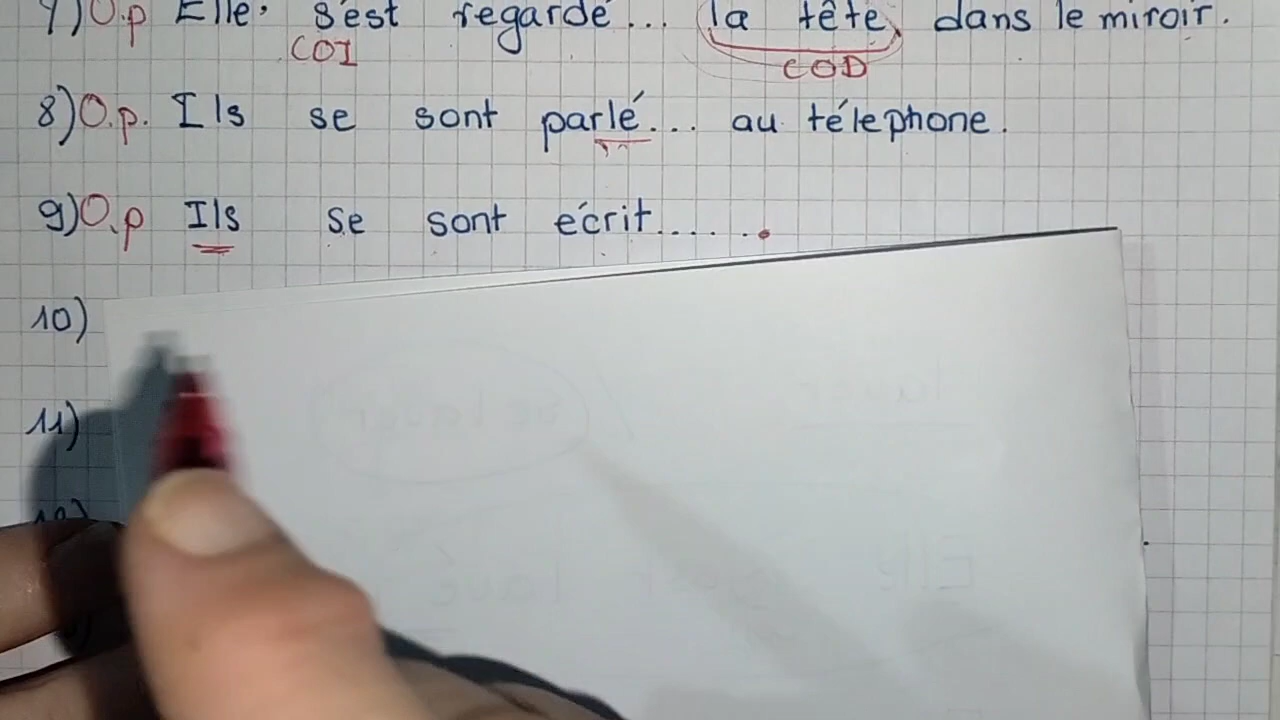 7) O.p Elle s'est regardé... la tête dans le miroir.
COI COD
8) O.p. Ils se sont parlé... au téléphone.
9) O.p Ils se sont écrit......
10)
11)